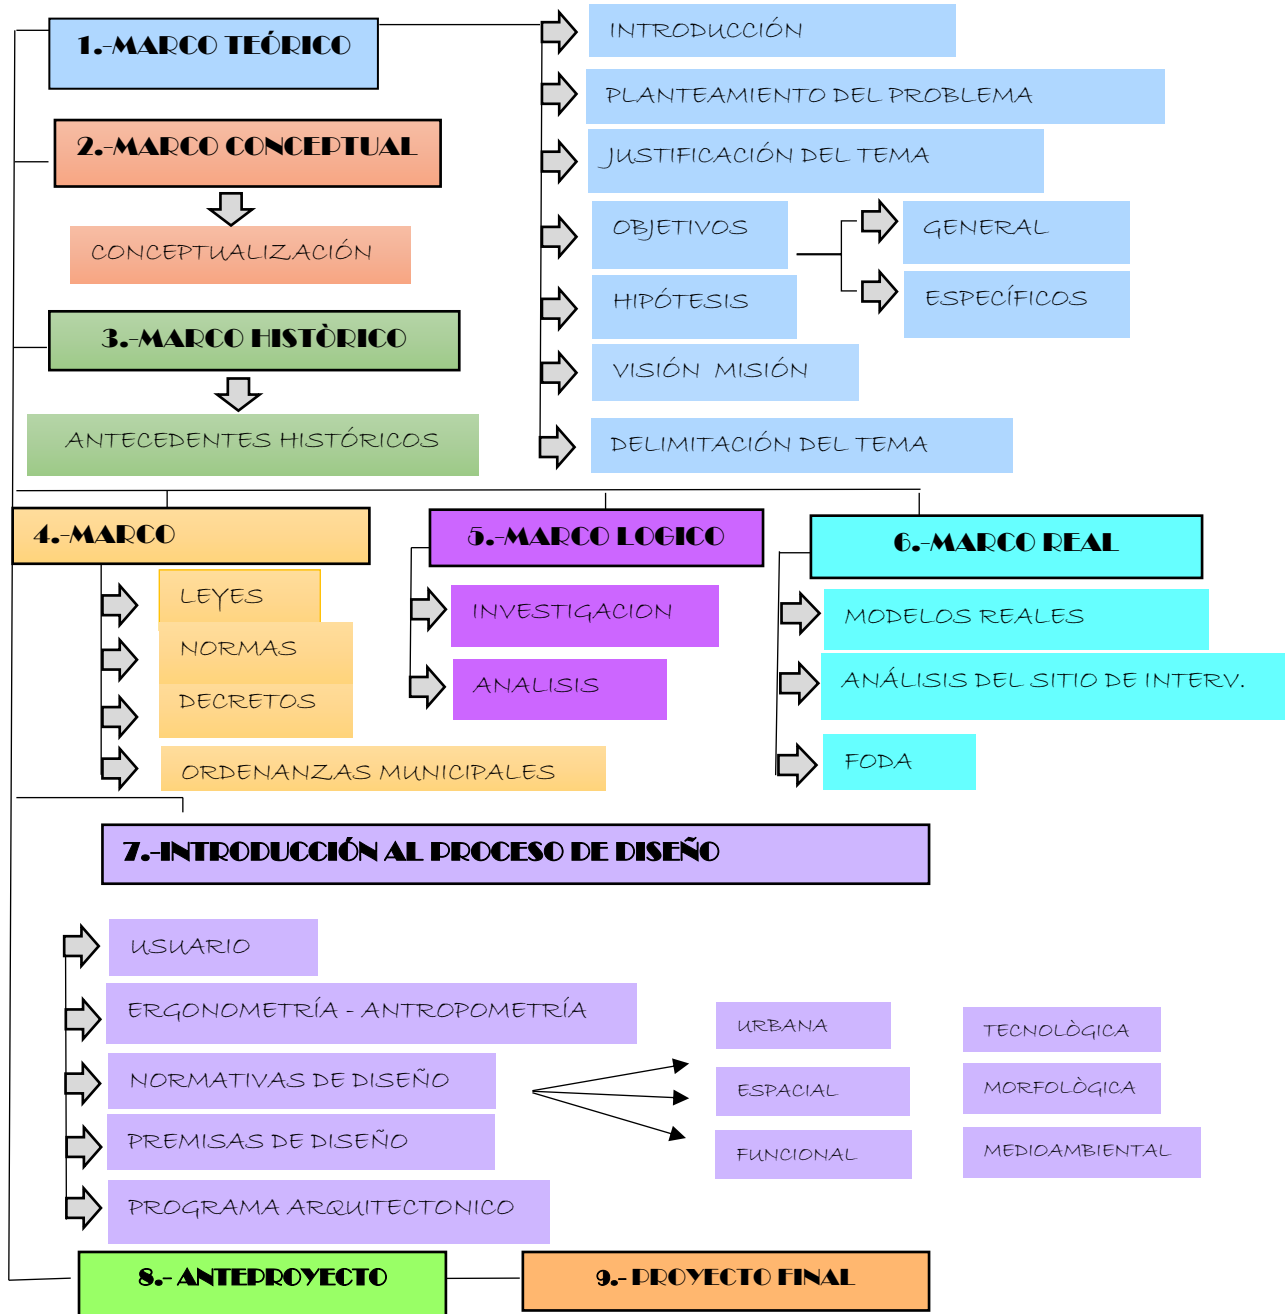 1.-MARCO TEÓRICO
INTRODUCCIÓN
PLANTEAMIENTO DEL PROBLEMA
JUSTIFICACIÓN DEL TEMA
OBJETIVOS
GENERAL
ESPECÍFICOS
HIPÓTESIS
VISIÓN MISIÓN
DELIMITACIÓN DEL TEMA
2.-MARCO CONCEPTUAL
CONCEPTUALIZACIÓN
3.-MARCO HISTÒRICO
ANTECEDENTES HISTÓRICOS
4.-MARCO
LEYES
NORMAS
DECRETOS
ORDENANZAS MUNICIPALES
5.-MARCO LOGICO
INVESTIGACION
ANALISIS
6.-MARCO REAL
MODELOS REALES
ANÁLISIS DEL SITIO DE INTERV.
FODA
7.-INTRODUCCIÓN AL PROCESO DE DISEÑO
USUARIO
ERGONOMETRÍA - ANTROPOMETRÍA
NORMATIVAS DE DISEÑO
PREMISAS DE DISEÑO
PROGRAMA ARQUITECTONICO
URBANA
ESPACIAL
FUNCIONAL
TECNOLÒGICA
MORFOLÒGICA
MEDIOAMBIENTAL
8.- ANTEPROYECTO
9.- PROYECTO FINAL